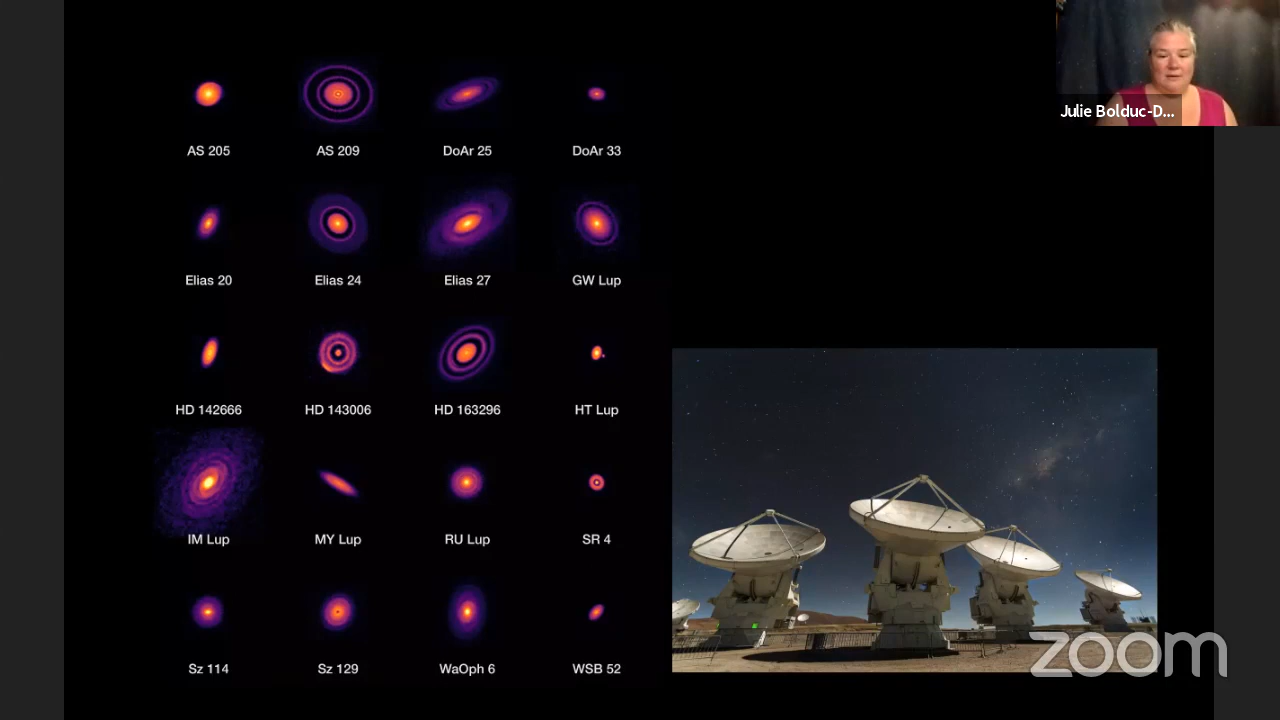 Julie Bolduc-D...
AS 205
AS 209
DoAr 25
DoAr 33
Elias 20
Elias 24
Elias 27
GW Lup
HD 142666
HD 143006
HD 163296
HT Lup
IM Lup
MY Lup
RU Lup
SR 4
Sz 114
Sz 129
WaOph 6
WSB 52
zoom